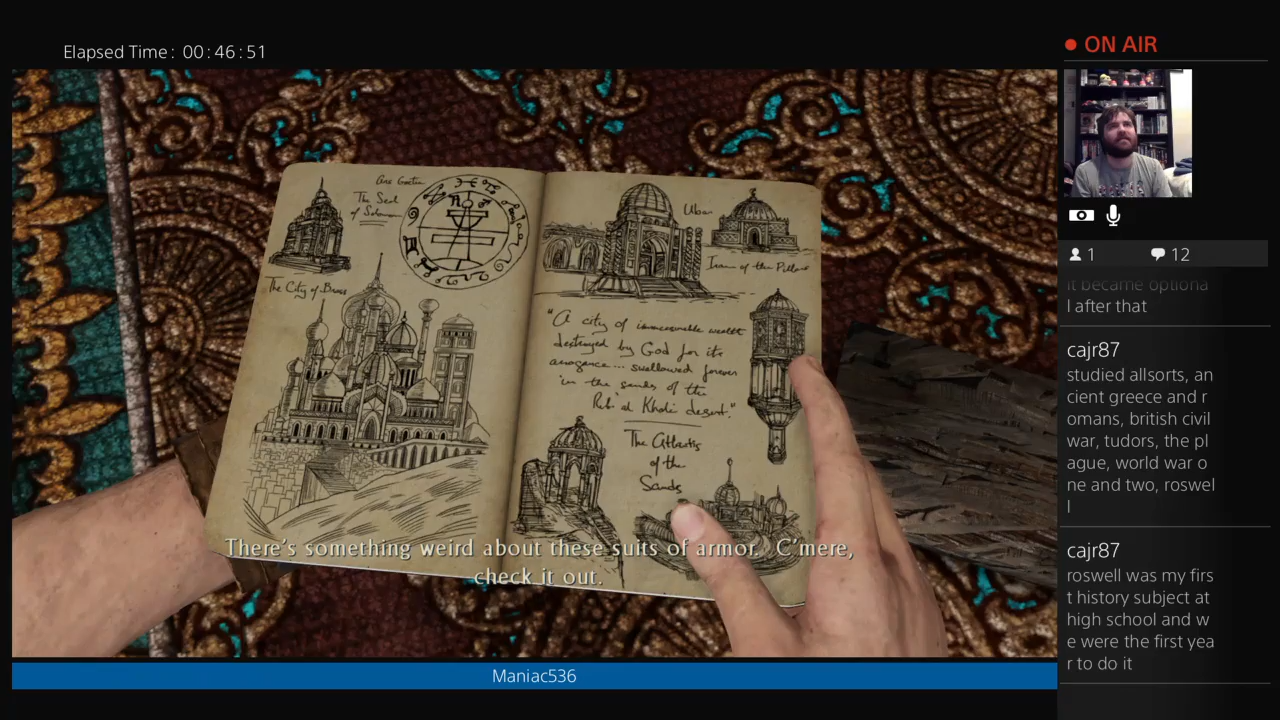 Elapsed Time: 00:46:51
ON AIR
1
12
it became optiona
l after that
cajr87
studied allsorts, an
cient greece and r
omans, british civil
war, tudors, the pl
ague, world war o
ne and two, roswel
l
cajr87
roswell was my firs
t history subject at
high school and w
e were the first yea
r to do it
Ars Goetia
The Seal
of Solomon
The City of Brass
Ubar
Iram of the Pillars
"A city of immeasurable wealth
destroyed by God for its
arrogance... swallowed forever
in the sands of the
Rub' al Khali desert."
The Atlantis
of the
Sands
There's something weird about these suits of armor. C'mere,
check it out.
Maniac536